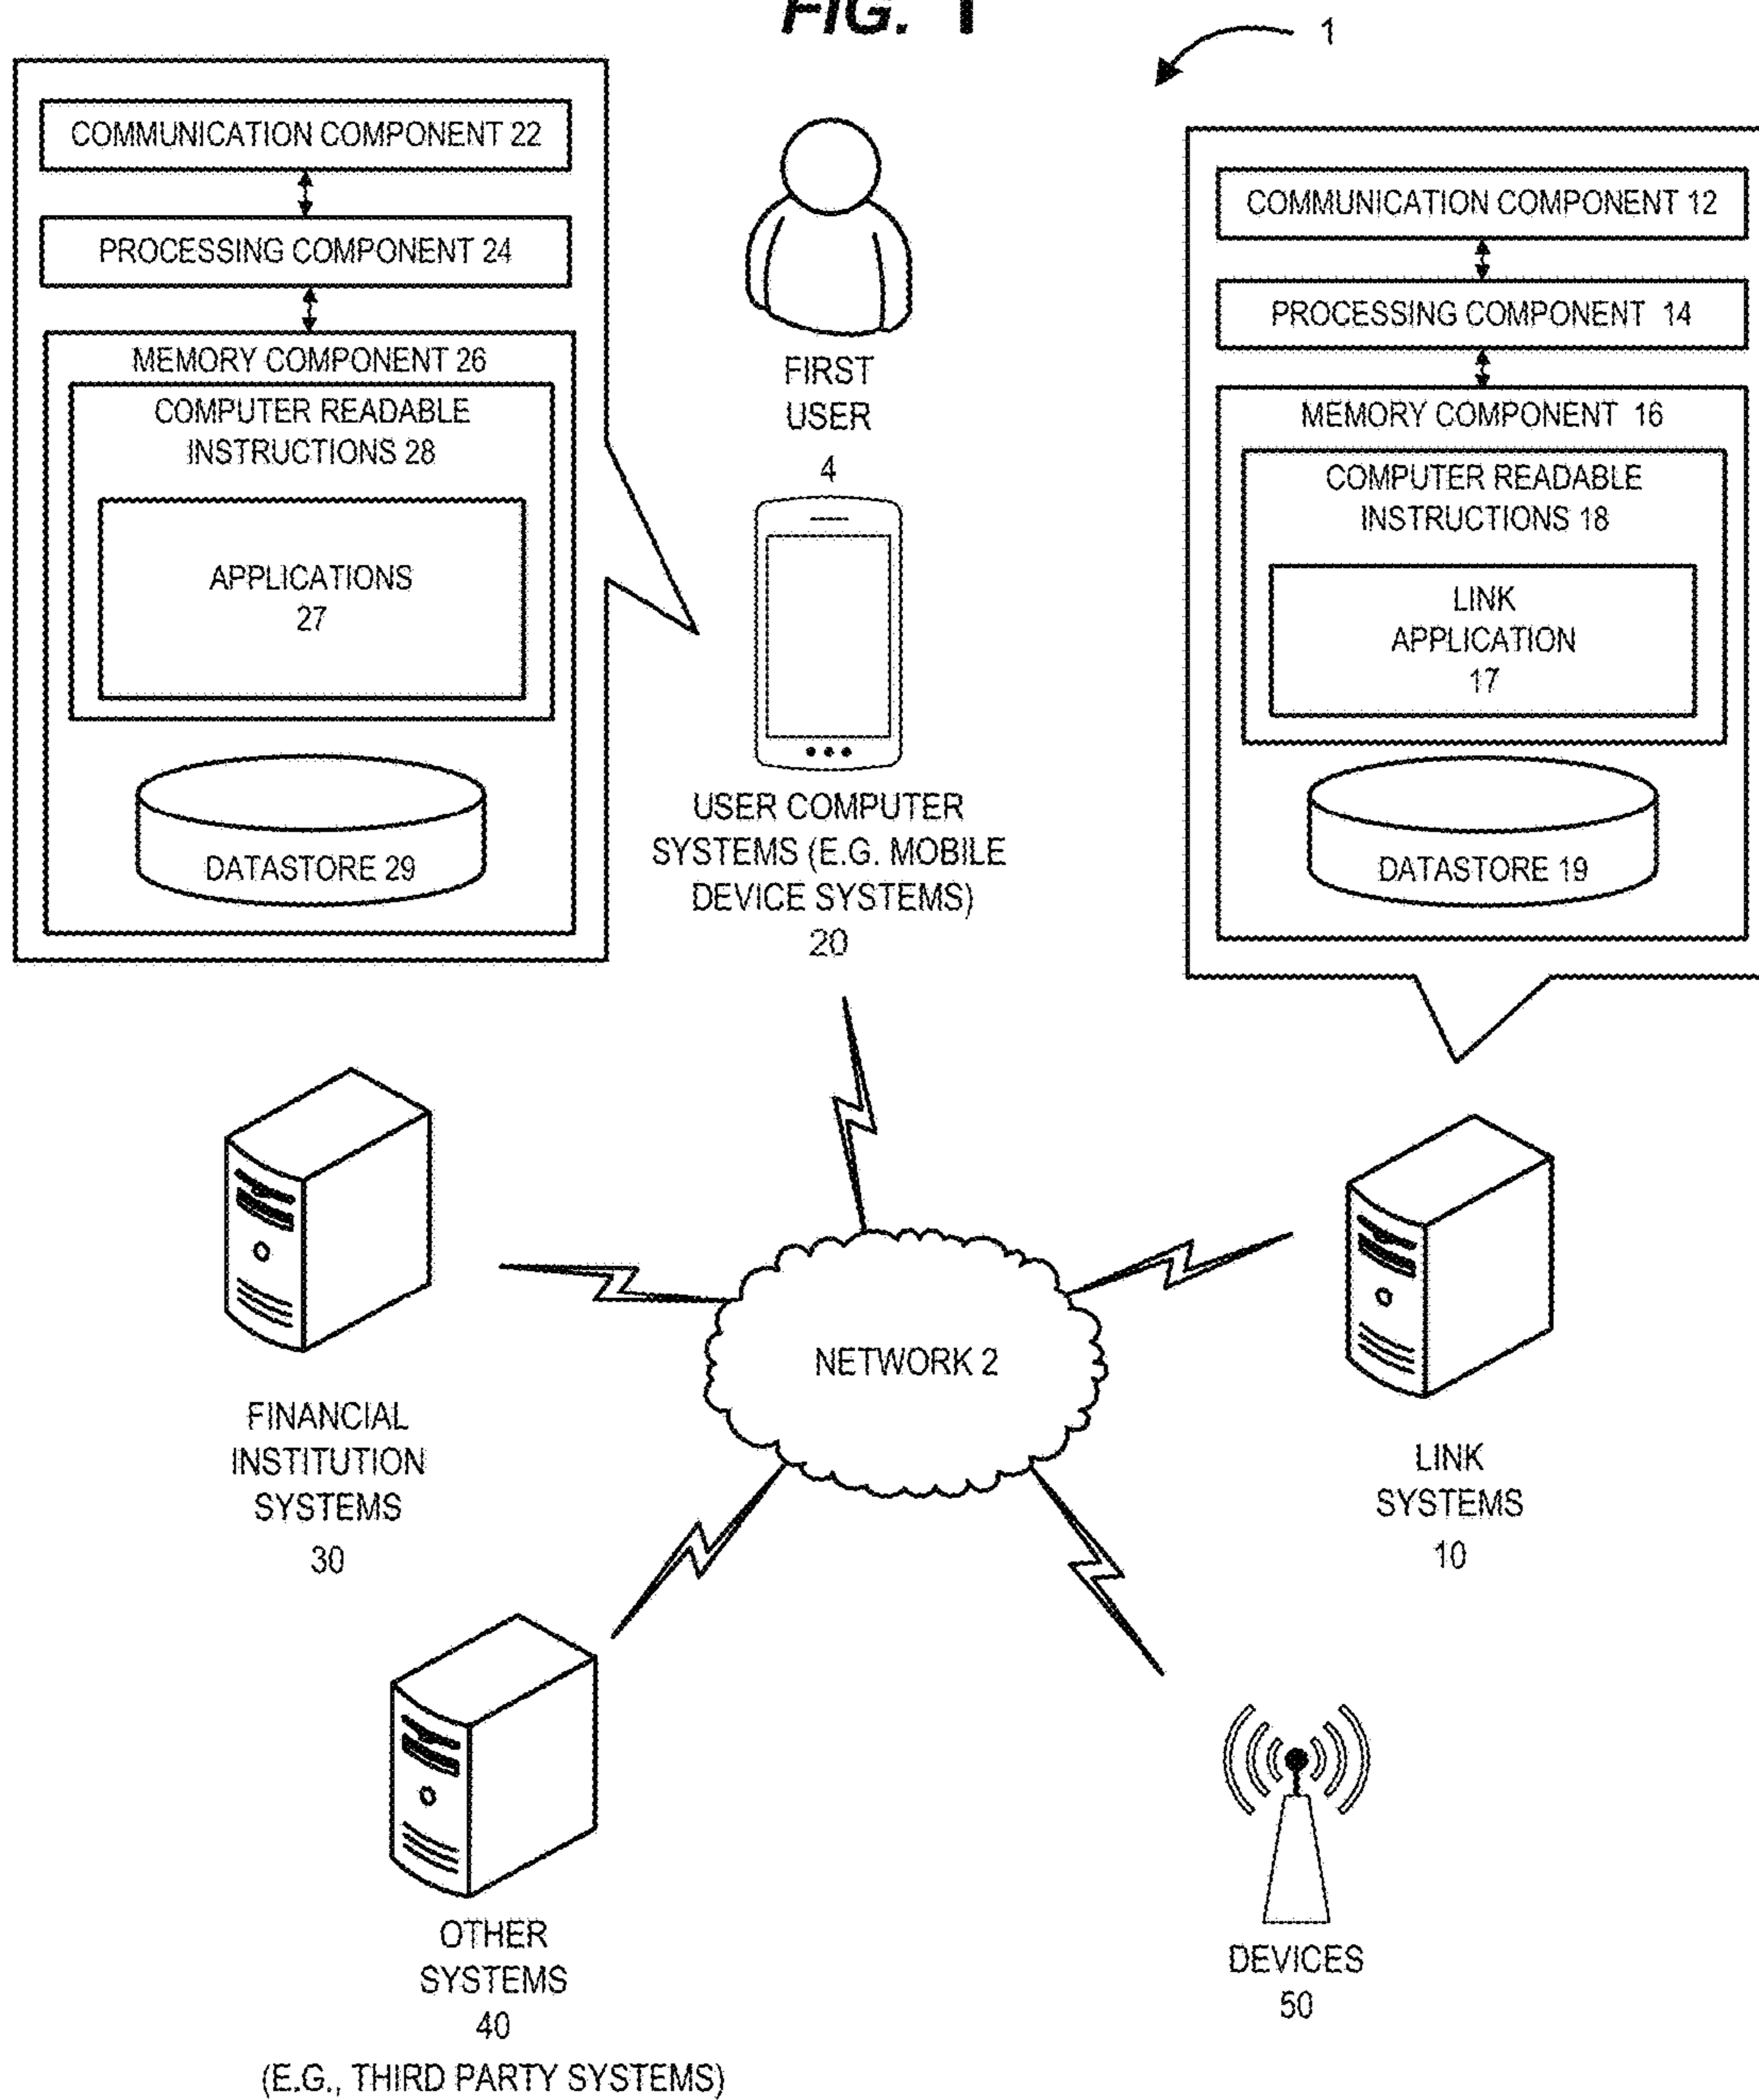 FIG. 1
1
COMMUNICATION COMPONENT 22
PROCESSING COMPONENT 24
MEMORY COMPONENT 26
COMPUTER READABLE
INSTRUCTIONS 28
APPLICATIONS
27
DATASTORE 29
FIRST
USER
4
USER COMPUTER
SYSTEMS (E.G. MOBILE
DEVICE SYSTEMS)
20
COMMUNICATION COMPONENT 12
PROCESSING COMPONENT 14
MEMORY COMPONENT 16
COMPUTER READABLE
INSTRUCTIONS 18
LINK
APPLICATION
17
DATASTORE 19
FINANCIAL
INSTITUTION
SYSTEMS
30
NETWORK 2
LINK
SYSTEMS
10
OTHER
SYSTEMS
40
(E.G., THIRD PARTY SYSTEMS)
DEVICES
50